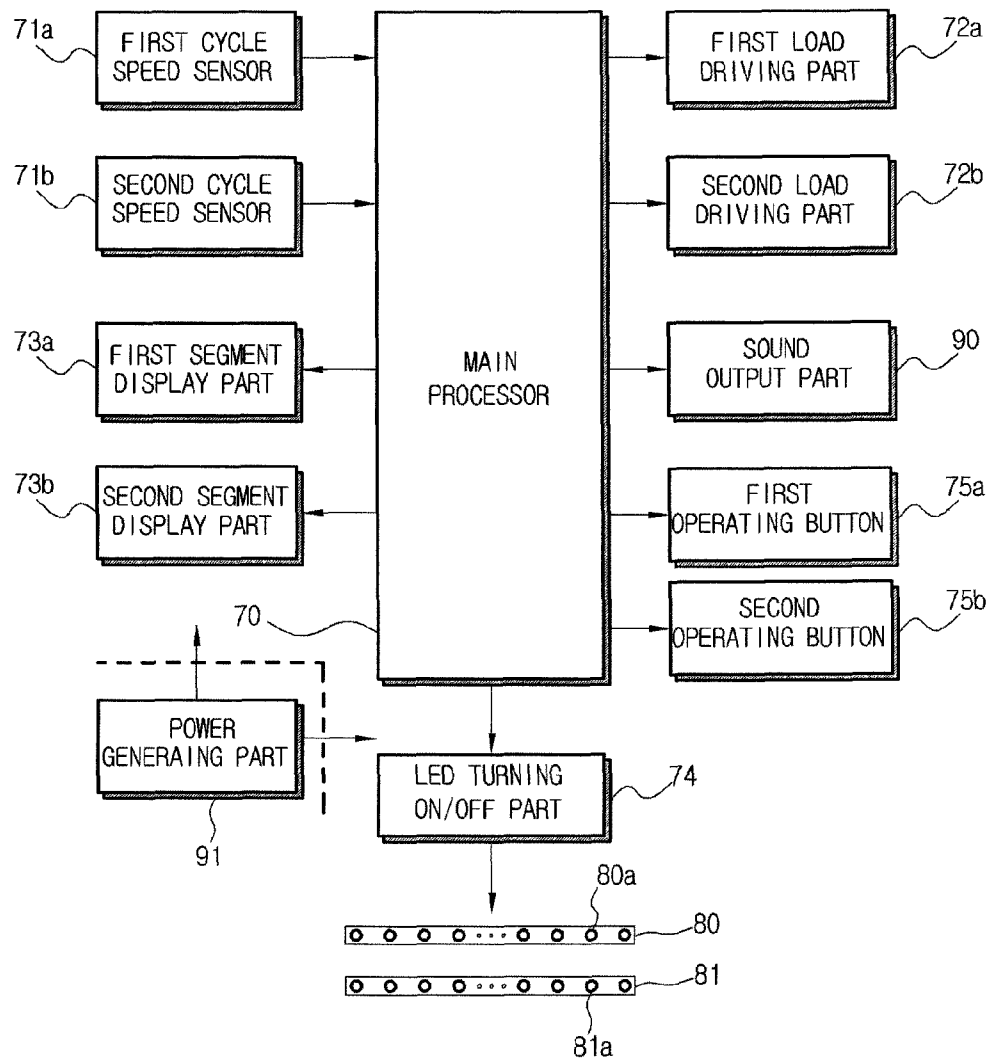 71a
FIRST CYCLE
SPEED SENSOR
FIRST LOAD
DRIVING PART
72a
71b
SECOND CYCLE
SPEED SENSOR
SECOND LOAD
DRIVING PART
72b
73a
FIRST SEGMENT
DISPLAY PART
MAIN
PROCESSOR
SOUND
OUTPUT PART
90
73b
SECOND SEGMENT
DISPLAY PART
FIRST
OPERATING BUTTON
75a
70
SECOND
OPERATING BUTTON
75b
POWER
GENERAING PART
91
LED TURNING
ON/OFF PART
74
80a
80
81
81a